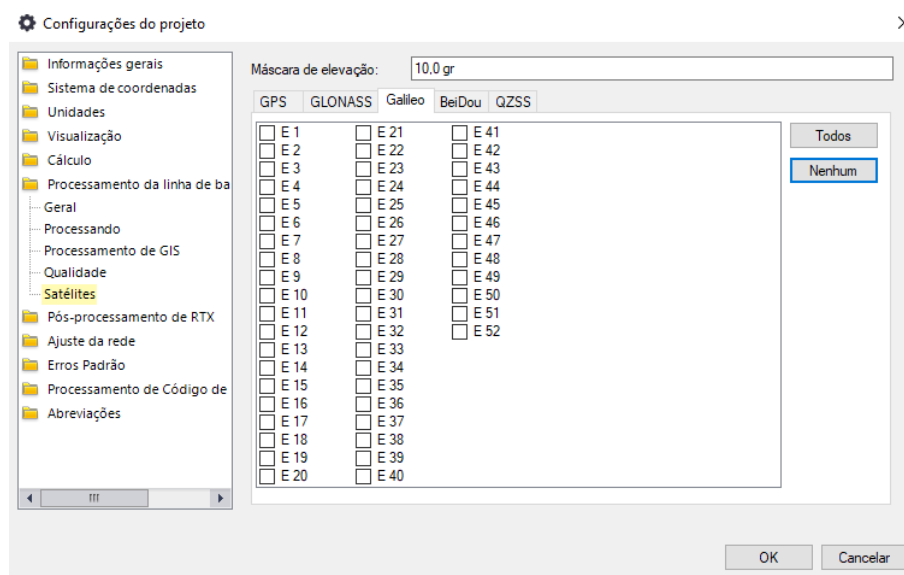 Configurações do projeto
Informações gerais
Sistema de coordenadas
Unidades
Visualização
Cálculo
Processamento da linha de ba
Geral
Processando
Processamento de GIS
Qualidade
Satélites
Pós-processamento de RTX
Ajuste da rede
Erros Padrão
Processamento de Código de
Abreviações
Máscara de elevação: 10,0 gr
GPS GLONASS Galileo BeiDou QZSS
E 1 E 21 E 41
E 2 E 22 E 42
E 3 E 23 E 43
E 4 E 24 E 44
E 5 E 25 E 45
E 6 E 26 E 46
E 7 E 27 E 47
E 8 E 28 E 48
E 9 E 29 E 49
E 10 E 30 E 50
E 11 E 31 E 51
E 12 E 32 E 52
E 13 E 33
E 14 E 34
E 15 E 35
E 16 E 36
E 17 E 37
E 18 E 38
E 19 E 39
E 20 E 40
Todos
Nenhum
OK Cancelar